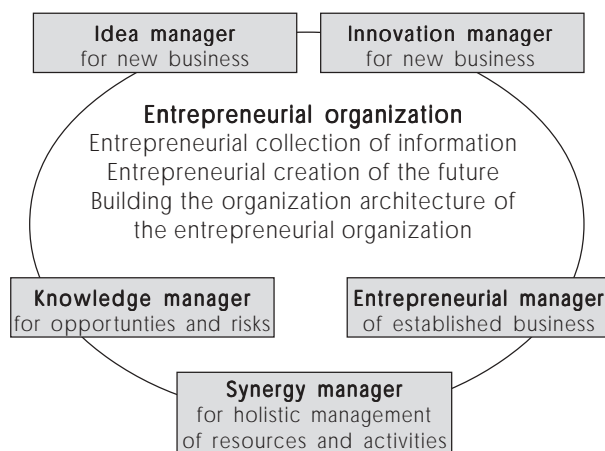 Idea manager
for new business
Innovation manager
for new business
Entrepreneurial organization
Entrepreneurial collection of information
Entrepreneurial creation of the future
Building the organization architecture of
the entrepreneurial organization
Knowledge manager
for opportunties and risks
Entrepreneurial manager
of established business
Synergy manager
for holistic management
of resources and activities